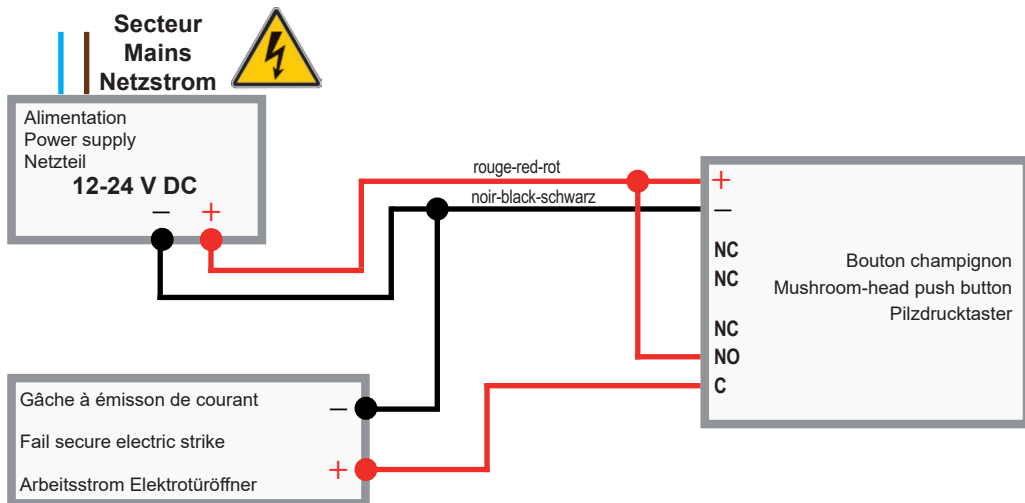 Secteur
Mains
Netzstrom
Alimentation
Power supply
Netzteil
12-24 V DC
– +
rouge-red-rot
noir-black-schwarz
+
–
NC
NC
NC
NO
C
Bouton champignon
Mushroom-head push button
Pilzdrucktaster
Gâche à émisson de courant
–
Fail secure electric strike
+
Arbeitsstrom Elektrotüröffner